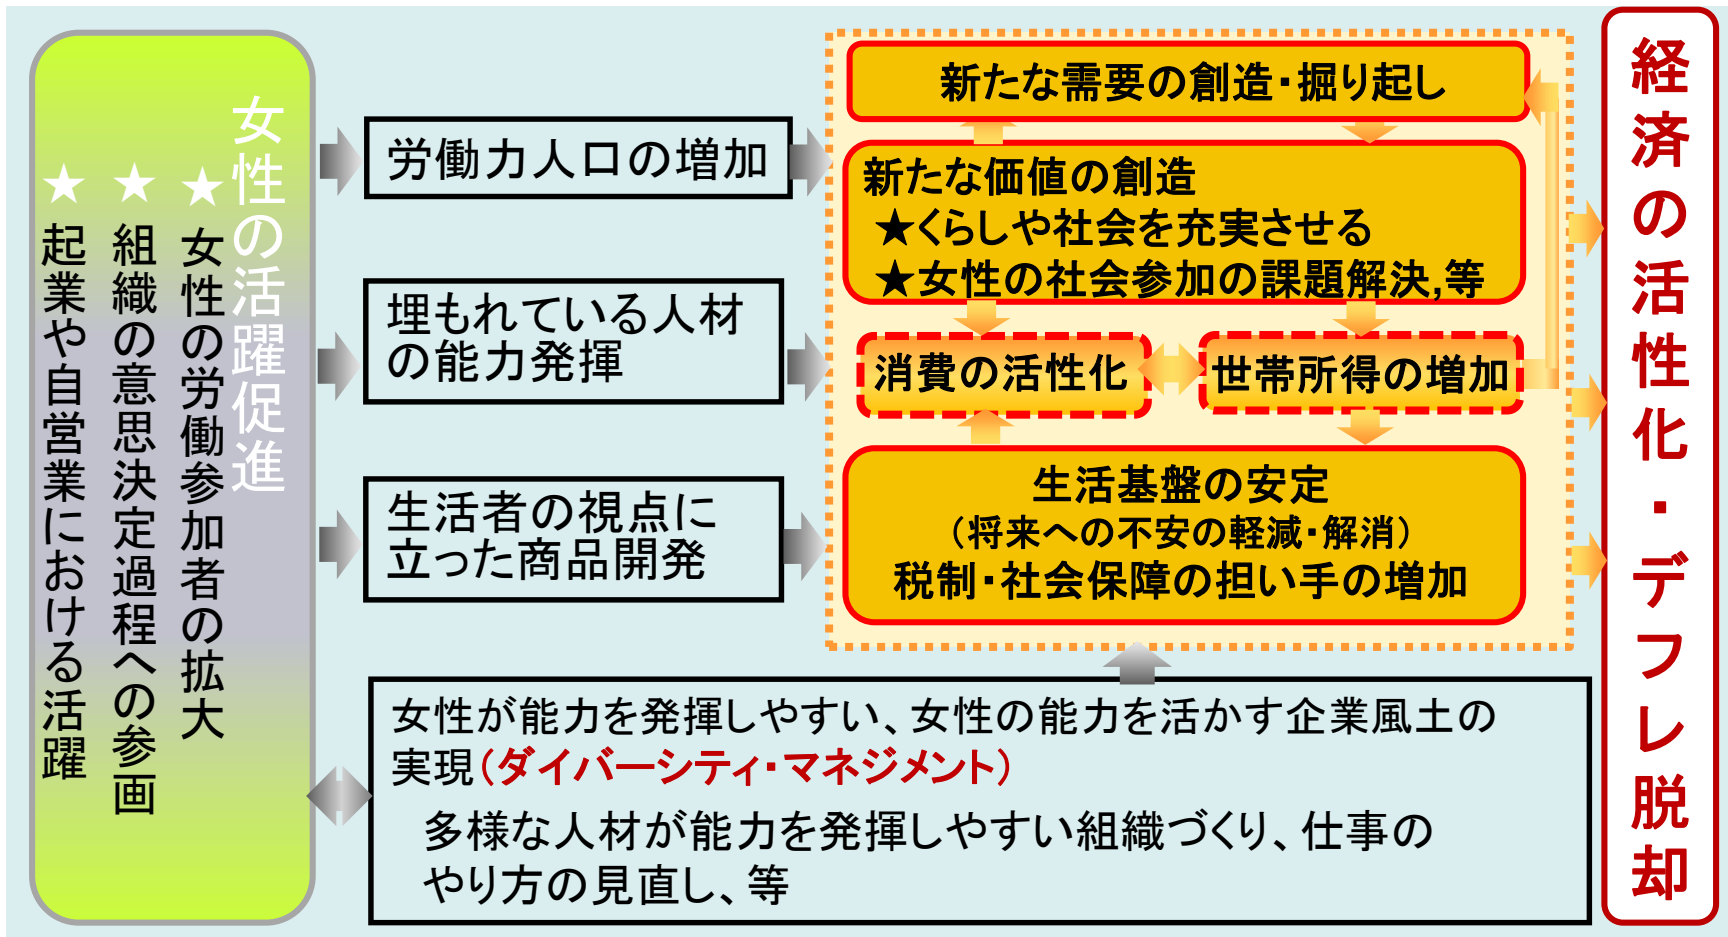 女性の活躍促進
★女性の労働参加者の拡大
★組織の意思決定過程への参画
★起業や自営業における活躍
労働力人口の増加
埋もれている人材
の能力発揮
生活者の視点に
立った商品開発
新たな需要の創造・掘り起し
新たな価値の創造
★くらしや社会を充実させる
★女性の社会参加の課題解決,等
消費の活性化
世帯所得の増加
生活基盤の安定
（将来への不安の軽減・解消）
税制・社会保障の担い手の増加
女性が能力を発揮しやすい、女性の能力を活かす企業風土の
実現（ダイバーシティ・マネジメント）
多様な人材が能力を発揮しやすい組織づくり、仕事の
やり方の見直し、等
経済の活性化・デフレ脱却